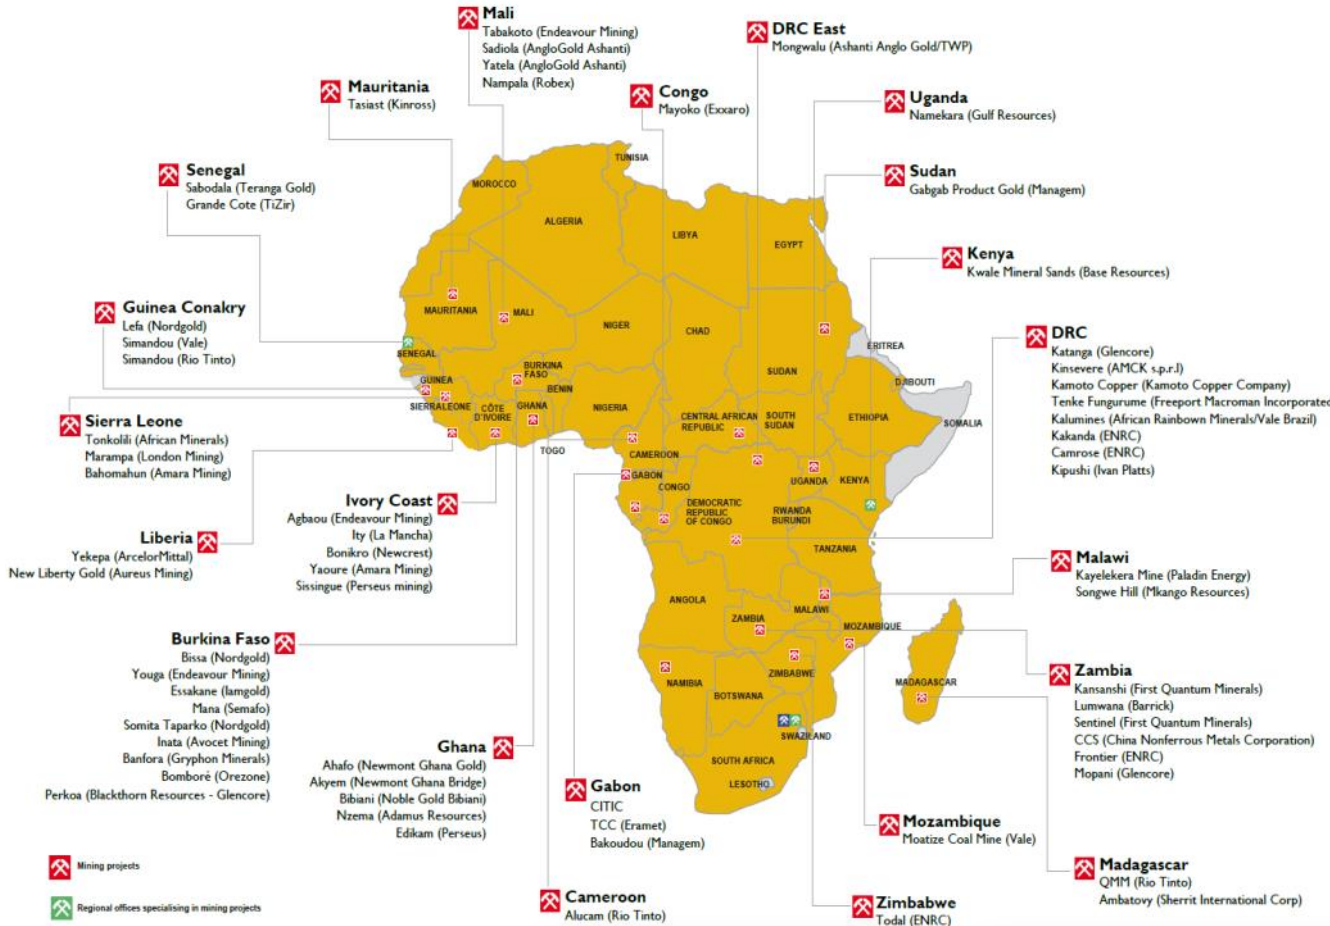 Mali
Tabakoto (Endeavour Mining)
Sadiola (AngloGold Ashanti)
Yatela (AngloGold Ashanti)
Nampala (Robex)
DRC East
Mongwalu (Ashanti Anglo Gold/TWP)
Mauritania
Tasiast (Kinross)
Congo
Mayoko (Exxaro)
Uganda
Namekara (Gulf Resources)
Senegal
Sabodala (Teranga Gold)
Grande Cote (TiZir)
Sudan
Gabgab Product Gold (Managem)
Kenya
Kwale Mineral Sands (Base Resources)
Guinea Conakry
Lefa (Nordgold)
Simandou (Vale)
Simandou (Rio Tinto)
DRC
Katanga (Glencore)
Kinsevere (AMCK s.p.r.l)
Kamoto Copper (Kamoto Copper Company)
Tenke Fungurume (Freeport Macroman Incorporated
Kalumines (African Rainbown Minerals/Vale Brazil)
Kakanda (ENRC)
Camrose (ENRC)
Kipushi (Ivan Platts)
Sierra Leone
Tonkolili (African Minerals)
Marampa (London Mining)
Bahomahun (Amara Mining)
Ivory Coast
Agbaou (Endeavour Mining)
Ity (La Mancha)
Bonikro (Newcrest)
Yaoure (Amara Mining)
Sissingue (Perseus mining)
Liberia
Yekepa (ArcelorMittal)
New Liberty Gold (Aureus Mining)
Malawi
Kayelekera Mine (Paladin Energy)
Songwe Hill (Mkango Resources)
Burkina Faso
Bissa (Nordgold)
Youga (Endeavour Mining)
Essakane (Iamgold)
Mana (Semafo)
Somita Taparko (Nordgold)
Inata (Avocet Mining)
Banfora (Gryphon Minerals)
Bomboré (Orezone)
Perkoa (Blackthorn Resources - Glencore)
Zambia
Kansanshi (First Quantum Minerals)
Lumwana (Barrick)
Sentinel (First Quantum Minerals)
CCS (China Nonferrous Metals Corporation)
Frontier (ENRC)
Mopani (Glencore)
Ghana
Ahafo (Newmont Ghana Gold)
Akyem (Newmont Ghana Bridge)
Bibiani (Noble Gold Bibiani)
Nzema (Adamus Resources)
Edikam (Perseus)
Gabon
CITIC
TCC (Eramet)
Bakoudou (Managem)
Mozambique
Moatize Coal Mine (Vale)
Madagascar
QMM (Rio Tinto)
Ambatovy (Sherrit International Corp)
Cameroon
Alucam (Rio Tinto)
Zimbabwe
Todal (ENRC)
Mining projects
Regional offices specialising in mining projects
TUNISIA
MOROCCO
ALGERIA
LIBYA
EGYPT
MAURITANIA
MALI
NIGER
CHAD
SUDAN
ERITREA
DJIBOUTI
SENEGAL
GUINEA
SIERRALEONE
BURKINA
FASO
BENIN
CÔTE
D'IVOIRE
GHANA
TOGO
NIGERIA
CENTRAL AFRICAN
REPUBLIC
SOUTH
SUDAN
ETHIOPIA
SOMALIA
CAMEROON
GABON
CONGO
DEMOCRATIC
REPUBLIC
OF CONGO
UGANDA
KENYA
RWANDA
BURUNDI
TANZANIA
ANGOLA
ZAMBIA
MALAWI
MOZAMBIQUE
ZIMBABWE
NAMIBIA
BOTSWANA
MADAGASCAR
SWAZILAND
SOUTH AFRICA
LESOTHO